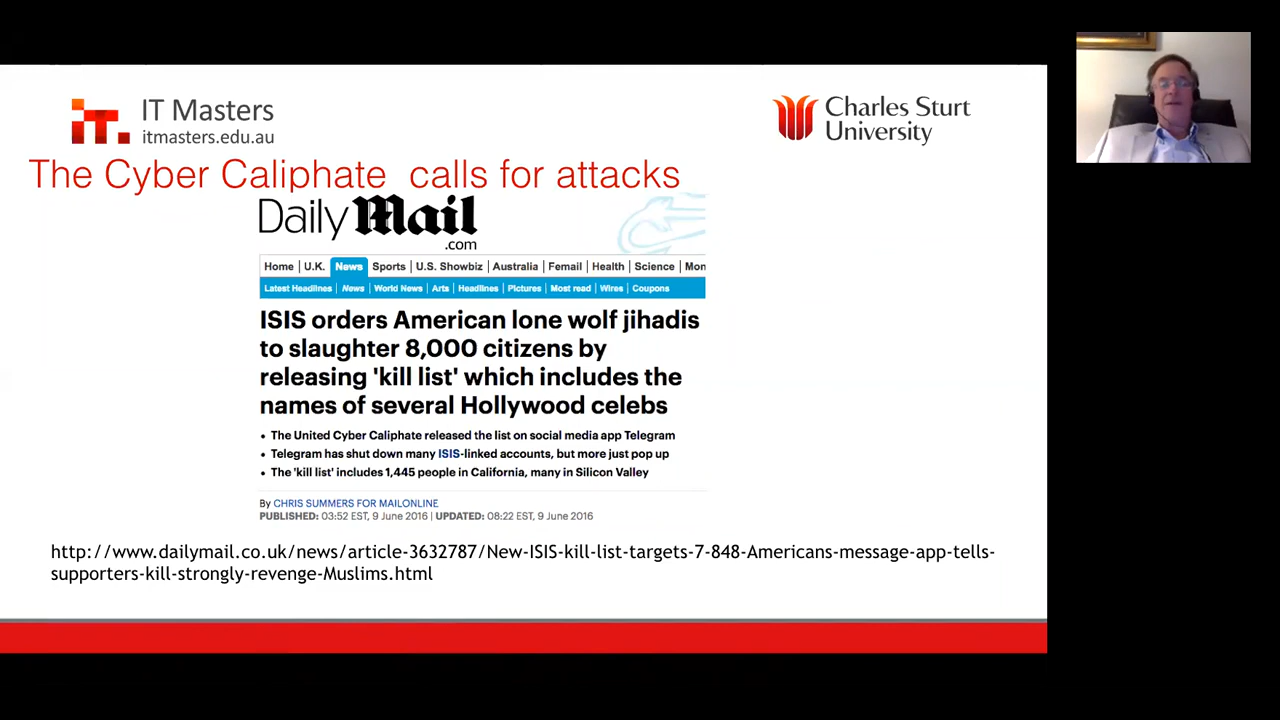 IT Masters
itmasters.edu.au
Charles Sturt
University
The Cyber Caliphate calls for attacks
Daily Mail
.com
Home | U.K. News Sports | U.S. Showbiz | Australia | Femail | Health | Science | Mon
Latest Headlines | News | World News | Arts | Headlines | Pictures | Most read | Wires | Coupons
ISIS orders American lone wolf jihadis
to slaughter 8,000 citizens by
releasing 'kill list' which includes the
names of several Hollywood celebs
• The United Cyber Caliphate released the list on social media app Telegram
• Telegram has shut down many ISIS-linked accounts, but more just pop up
• The 'kill list' includes 1,445 people in California, many in Silicon Valley
By CHRIS SUMMERS FOR MAILONLINE
PUBLISHED: 03:52 EST, 9 June 2016 | UPDATED: 08:22 EST, 9 June 2016
http://www.dailymail.co.uk/news/article-3632787/New-ISIS-kill-list-targets-7-848-Americans-message-app-tells-
supporters-kill-strongly-revenge-Muslims.html